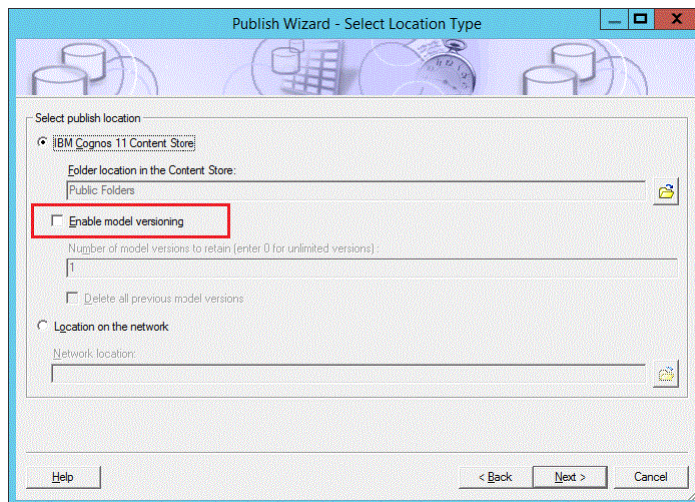 Publish Wizard - Select Location Type
Select publish location
IBM Cognos 11 Content Store
Folder location in the Content Store:
Public Folders
Enable model versioning
Number of model versions to retain (enter 0 for unlimited versions) :
1
Delete all previous model versions
Location on the network
Network location:
Help
< Back
Next >
Cancel